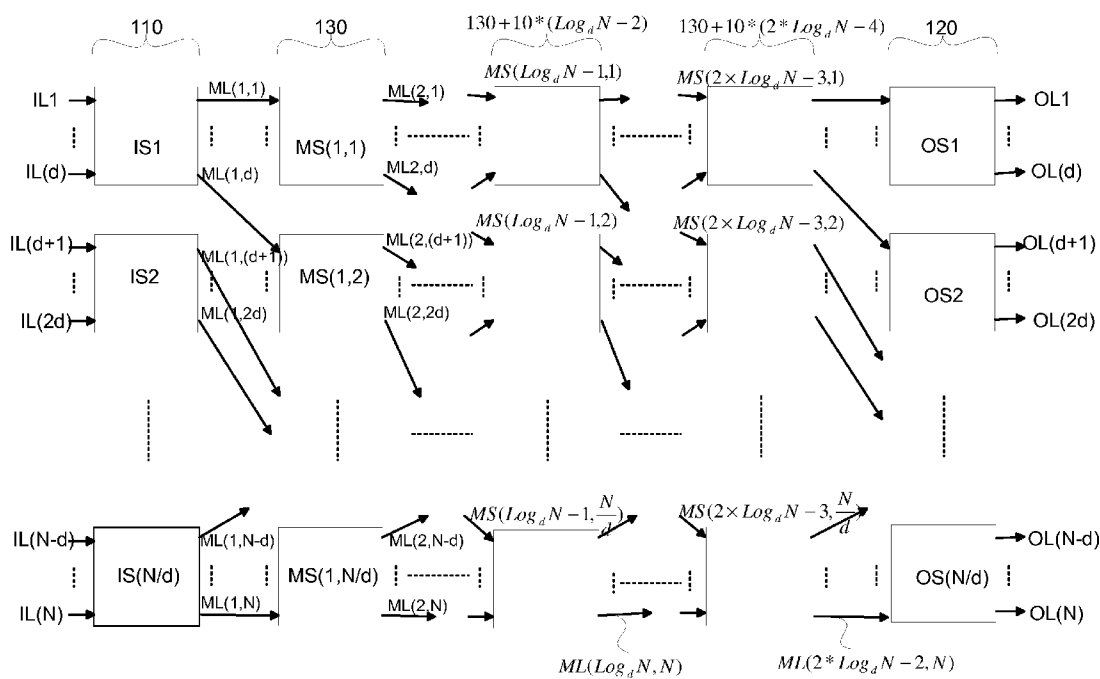 110
130
130+10*(Log_d N−2)
130+10*(2*Log_d N−4)
120
MS(Log_d N−1,1)
MS(2×Log_d N−3,1)
IL1
ML(1,1)
ML(2,1)
OL1
IS1
MS(1,1)
OS1
IL(d)
ML(1,d)
ML2,d)
OL(d)
MS(Log_d N−1,2)
MS(2×Log_d N−3,2)
IL(d+1)
ML(1,(d+1))
ML(2,(d+1))
OL(d+1)
IS2
MS(1,2)
OS2
IL(2d)
ML(1,2d)
ML(2,2d)
OL(2d)
MS(Log_d N−1,N/d)
MS(2×Log_d N−3,N/d)
IL(N-d)
ML(1,N-d)
ML(2,N-d)
OL(N-d)
IS(N/d)
MS(1,N/d)
OS(N/d)
IL(N)
ML(1,N)
ML(2,N)
OL(N)
ML(Log_d N,N)
ML(2*Log_d N−2,N)